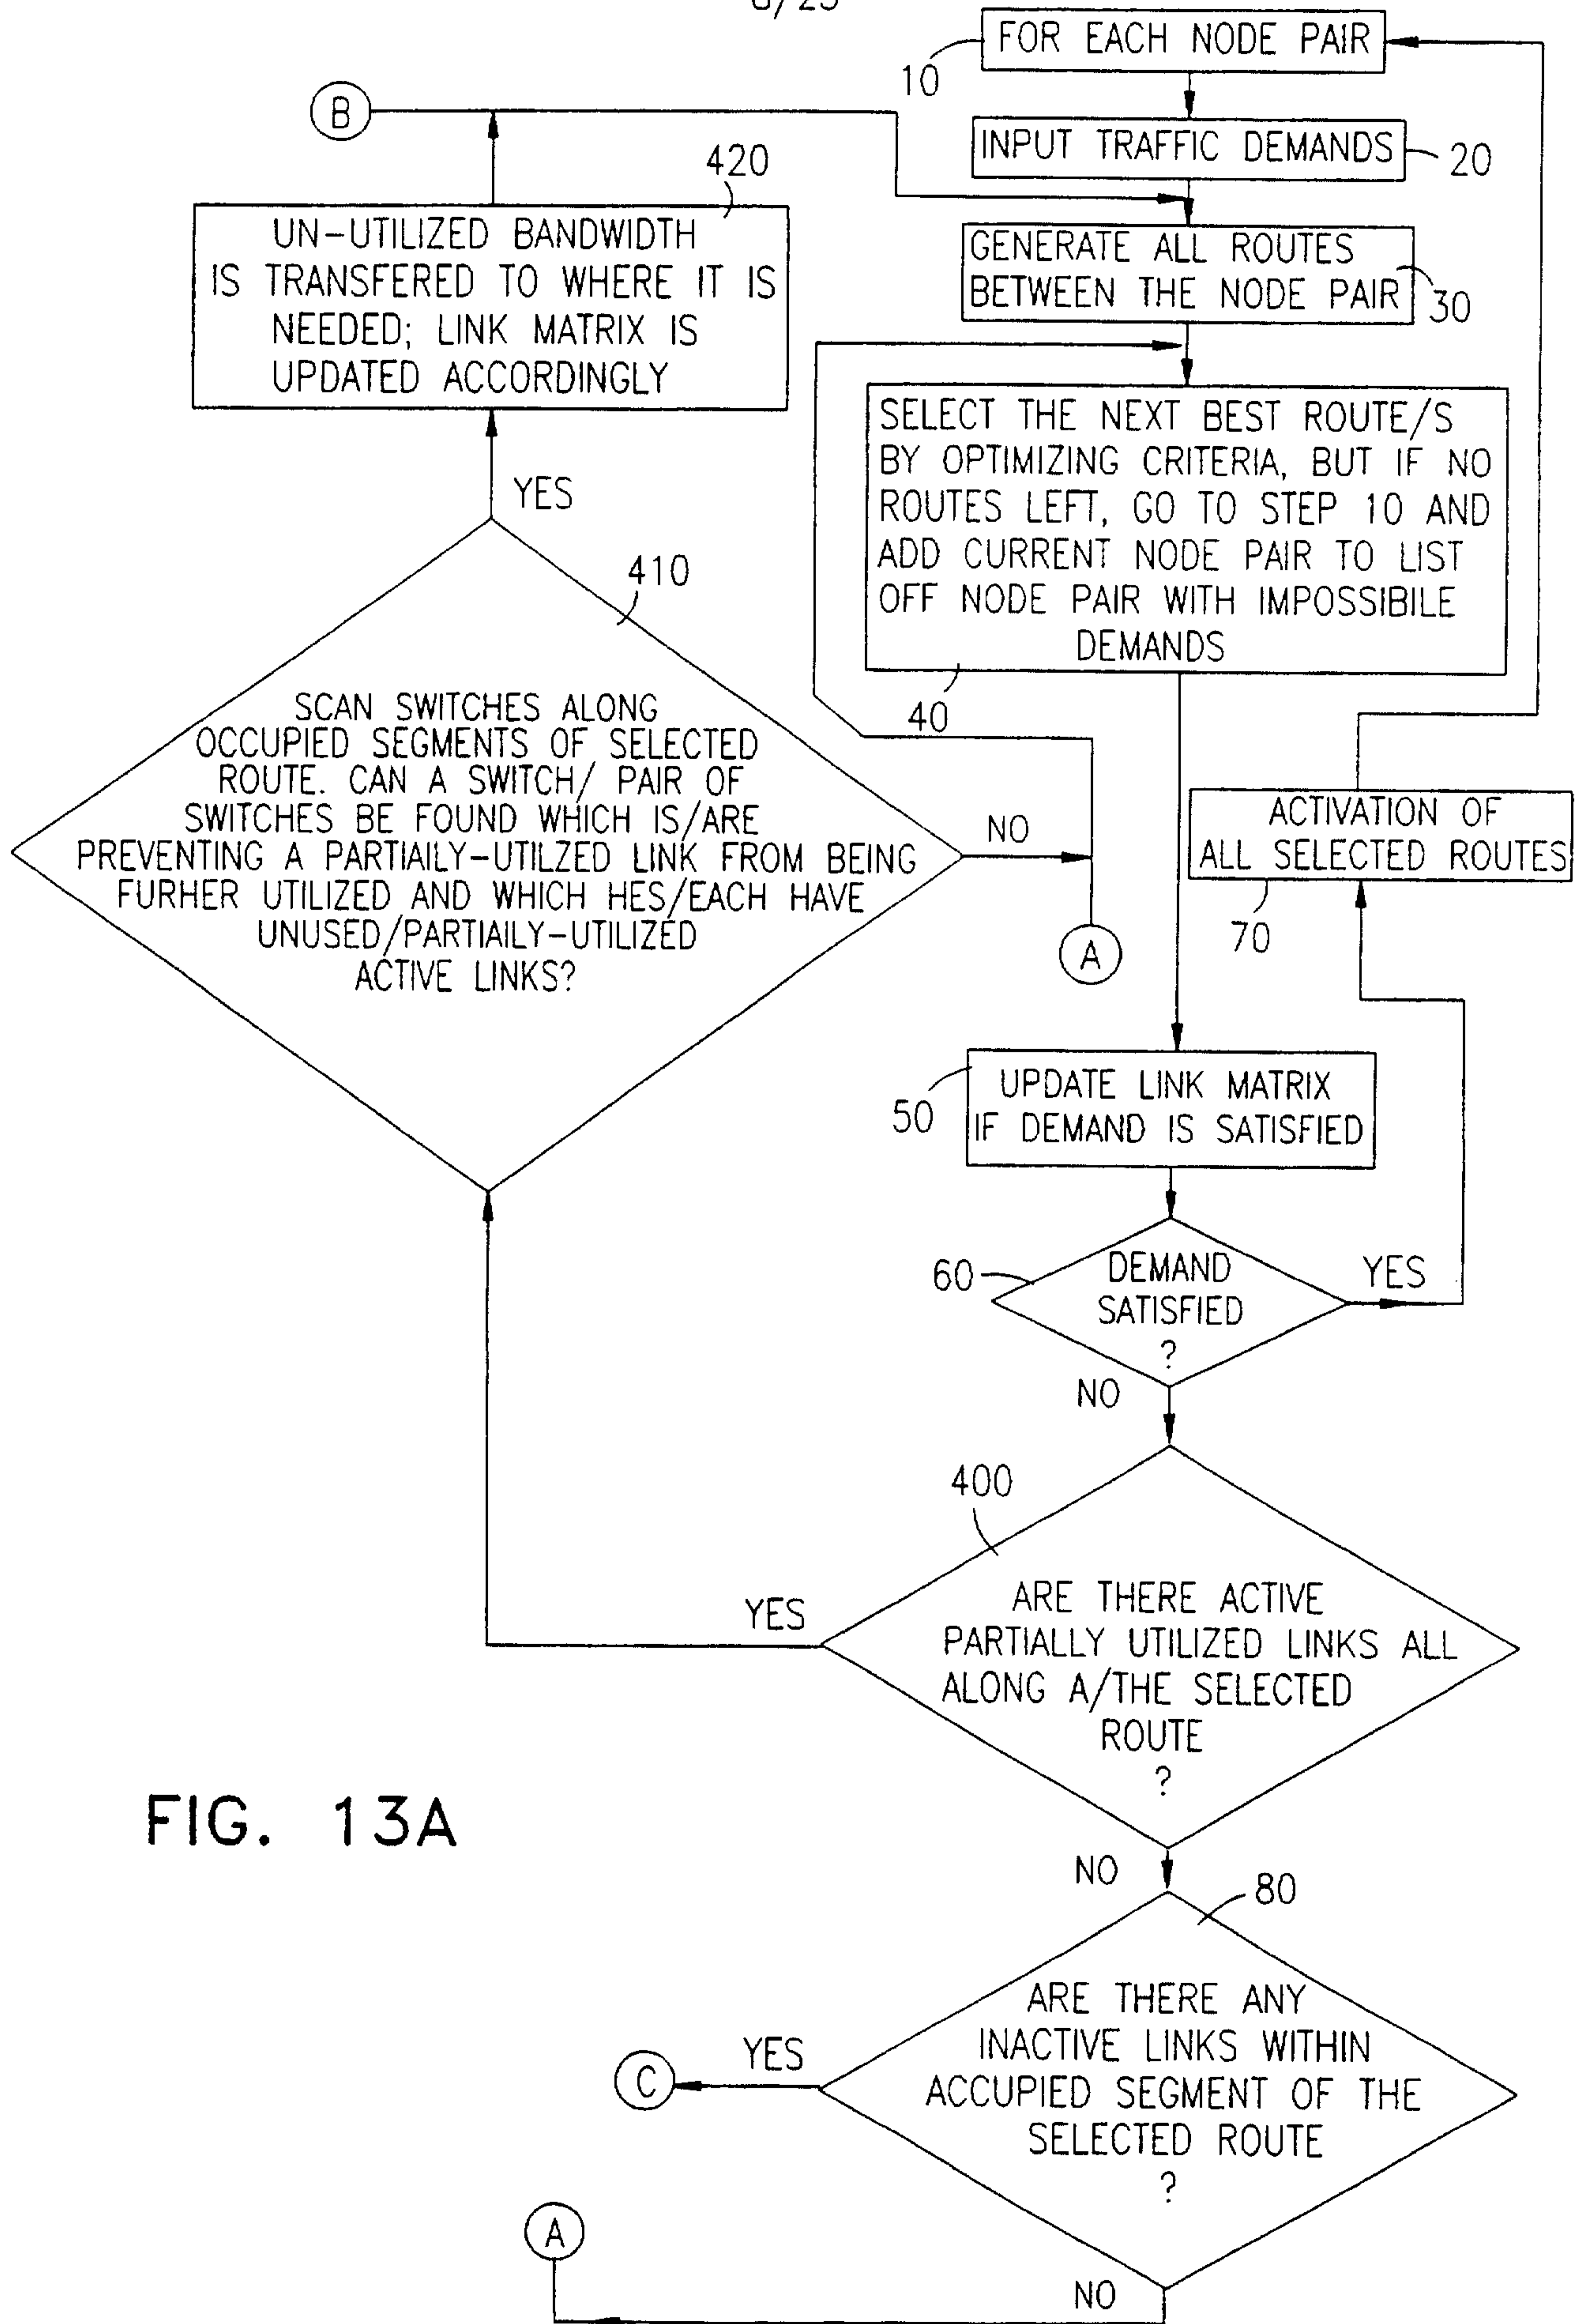 FOR EACH NODE PAIR
10
INPUT TRAFFIC DEMANDS
20
GENERATE ALL ROUTES
BETWEEN THE NODE PAIR
30
B
420
UN-UTILIZED BANDWIDTH
IS TRANSFERED TO WHERE IT IS
NEEDED; LINK MATRIX IS
UPDATED ACCORDINGLY
SELECT THE NEXT BEST ROUTE/S
BY OPTIMIZING CRITERIA, BUT IF NO
ROUTES LEFT, GO TO STEP 10 AND
ADD CURRENT NODE PAIR TO LIST
OFF NODE PAIR WITH IMPOSSIBILE
DEMANDS
40
YES
410
SCAN SWITCHES ALONG
OCCUPIED SEGMENTS OF SELECTED
ROUTE. CAN A SWITCH/ PAIR OF
SWITCHES BE FOUND WHICH IS/ARE
PREVENTING A PARTIAILY-UTILZED LINK FROM BEING
FURHER UTILIZED AND WHICH HES/EACH HAVE
UNUSED/PARTIAILY-UTILIZED
ACTIVE LINKS?
NO
A
ACTIVATION OF
ALL SELECTED ROUTES
70
50
UPDATE LINK MATRIX
IF DEMAND IS SATISFIED
60
DEMAND
SATISFIED
?
YES
NO
400
ARE THERE ACTIVE
PARTIALLY UTILIZED LINKS ALL
ALONG A/THE SELECTED
ROUTE
?
YES
NO
FIG. 13A
80
ARE THERE ANY
INACTIVE LINKS WITHIN
ACCUPIED SEGMENT OF THE
SELECTED ROUTE
?
YES
C
A
NO